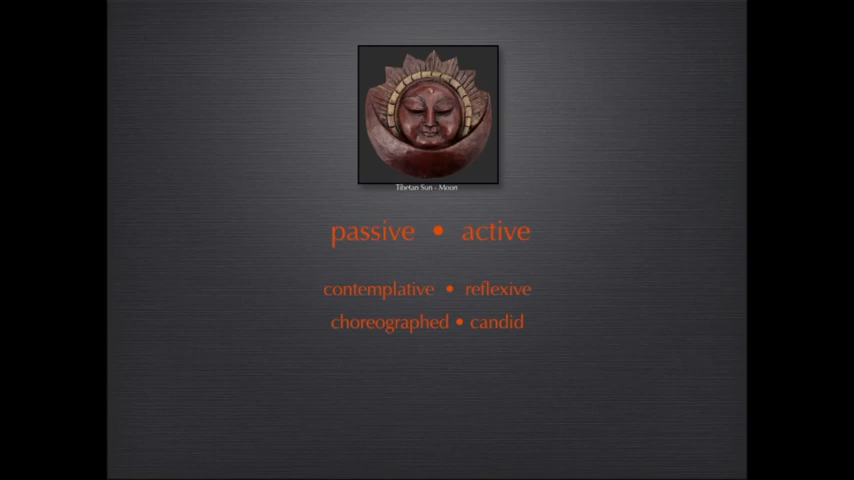 Tibetan Sun - Moon
passive • active
contemplative • reflexive
choreographed • candid